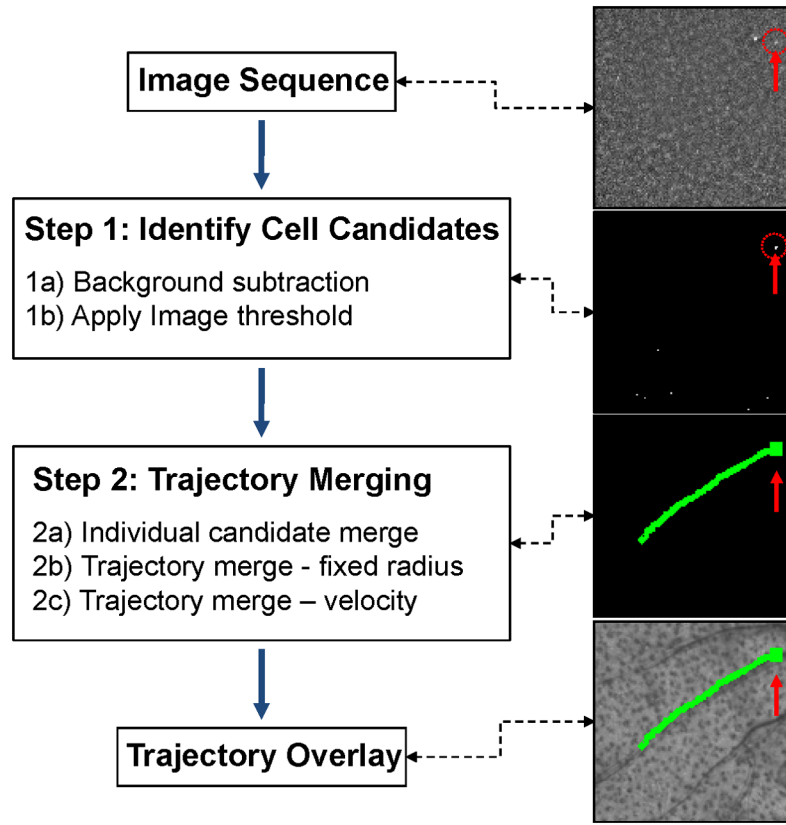 Image Sequence
Step 1: Identify Cell Candidates
1a) Background subtraction
1b) Apply Image threshold
Step 2: Trajectory Merging
2a) Individual candidate merge
2b) Trajectory merge - fixed radius
2c) Trajectory merge – velocity
Trajectory Overlay